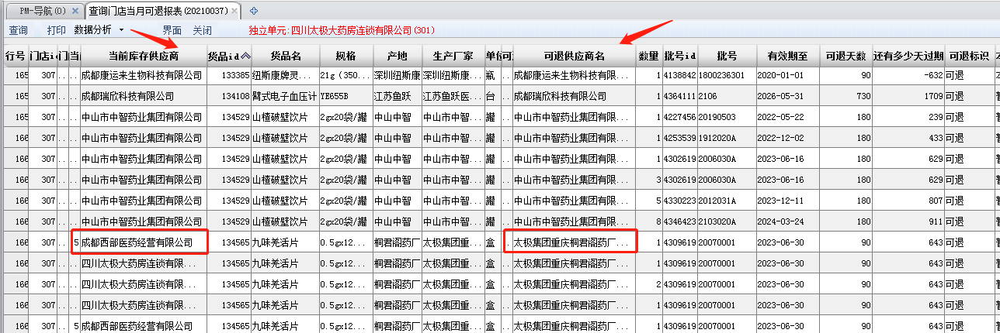 PM-导航(0) × 查询门店当月可退报表(20210037) ×
查询 打印 数据分析 界面 关闭 独立单元:四川太极大药房连锁有限公司(301)
行号 门店i 门 当 当前库存供应商 货品id 货品名 规格 产地 生产厂家 单位 可 可退供应商名 数量 批号id 批号 有效期至 可退天数 还有多少天过期 可退标识
165 307 .. .. 成都康运来生物科技有限公司 133385 纽斯康牌灵... 21g（350... 深圳纽斯康 深圳纽斯康... 瓶 .. 成都康运来生物科技有限公司 1 4138842 1800236301 2020-01-01 90 -632 可退
165 307 .. .. 成都瑞欣科技有限公司 134108 臂式电子血压计 YE655B 江苏鱼跃 江苏鱼跃医... 台 .. 成都瑞欣科技有限公司 1 4364111 2106 2026-05-31 730 1709 可退
165 307 .. .. 中山市中智药业集团有限公司 134529 山楂破壁饮片 2gx20袋/罐 中山中智 中山市中智... 罐 .. 中山市中智药业集团有限... 1 4227456 20190503 2022-05-22 180 239 可退
166 307 .. .. 中山市中智药业集团有限公司 134529 山楂破壁饮片 2gx20袋/罐 中山中智 中山市中智... 罐 .. 中山市中智药业集团有限... 1 4253539 1912020A 2022-12-02 180 433 可退
166 307 .. .. 中山市中智药业集团有限公司 134529 山楂破壁饮片 2gx20袋/罐 中山中智 中山市中智... 罐 .. 中山市中智药业集团有限... 1 4302619 2006030A 2023-06-16 180 629 可退
166 307 .. .. 中山市中智药业集团有限公司 134529 山楂破壁饮片 2gx20袋/罐 中山中智 中山市中智... 罐 .. 中山市中智药业集团有限... 3 4302619 2006030A 2023-06-16 180 629 可退
166 307 .. .. 中山市中智药业集团有限公司 134529 山楂破壁饮片 2gx20袋/罐 中山中智 中山市中智... 罐 .. 中山市中智药业集团有限... 5 4330223 2012031A 2023-12-11 180 807 可退
166 307 .. .. 中山市中智药业集团有限公司 134529 山楂破壁饮片 2gx20袋/罐 中山中智 中山市中智... 罐 .. 中山市中智药业集团有限... 8 4346423 2103020A 2024-03-24 180 911 可退
166 307 .. 5 成都西部医药经营有限公司 134565 九味羌活片 0.5gx12... 桐君阁药厂 太极集团重... 盒 . 太极集团重庆桐君阁药厂... 1 4309619 20070001 2023-06-30 90 643 可退
166 307 .. .. 四川太极大药房连锁有限... 134565 九味羌活片 0.5gx12... 桐君阁药厂 太极集团重... 盒 .. 太极集团重庆桐君阁药厂... 1 4309619 20070001 2023-06-30 90 643 可退
166 307 .. .. 四川太极大药房连锁有限... 134565 九味羌活片 0.5gx12... 桐君阁药厂 太极集团重... 盒 .. 太极集团重庆桐君阁药厂... 2 4309619 20070001 2023-06-30 90 643 可退
166 307 .. .. 四川太极大药房连锁有限... 134565 九味羌活片 0.5gx12... 桐君阁药厂 太极集团重... 盒 .. 太极集团重庆桐君阁药厂... 1 4309619 20070001 2023-06-30 90 643 可退
166 307 .. 5 成都西部医药经营有限公司 134565 九味羌活片 0.5gx12... 桐君阁药厂 太极集团重... 盒 .. 太极集团重庆桐君阁药厂... 1 4309619 20070001 2023-06-30 90 643 可退